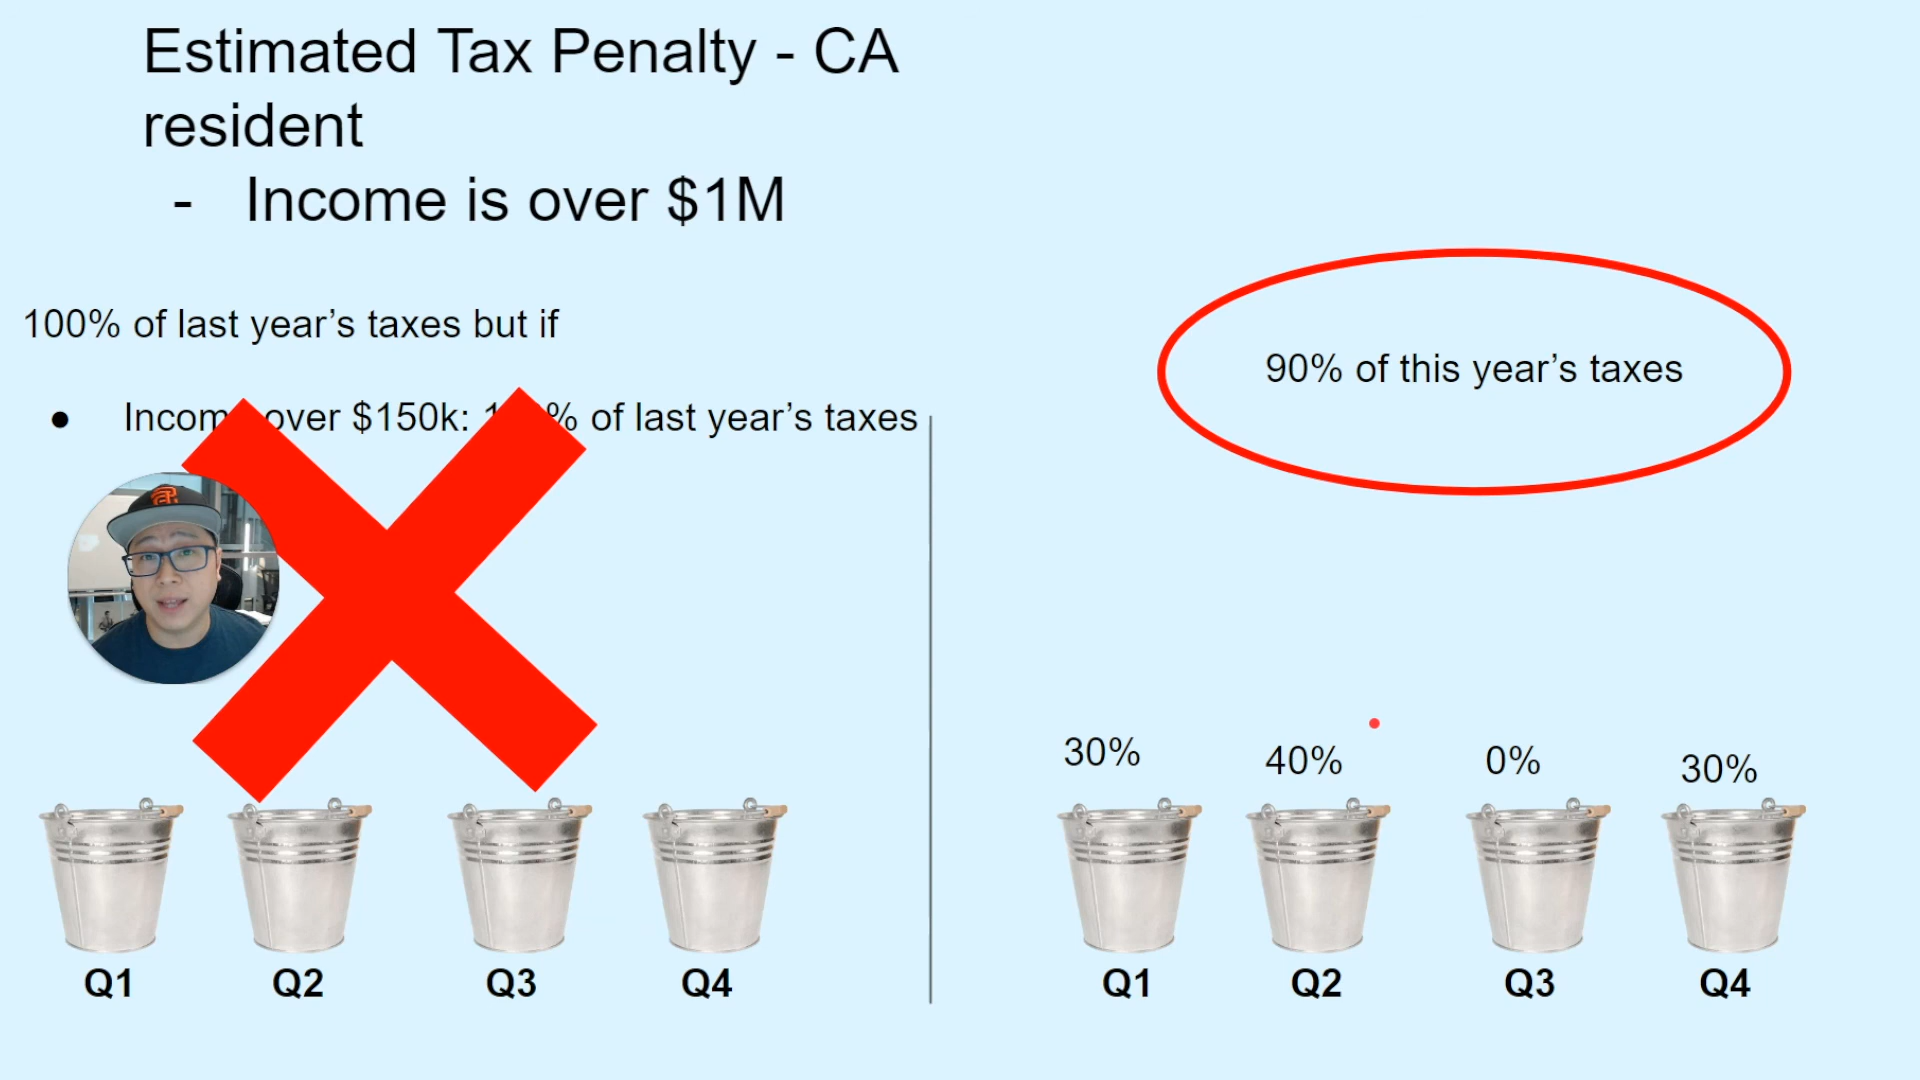 Estimated Tax Penalty - CA
resident
- Income is over $1M
100% of last year’s taxes but if
● over $150k: of last year’s taxes
90% of this year’s taxes
30% 40% 0% 30%
Q1 Q2 Q3 Q4 Q1 Q2 Q3 Q4